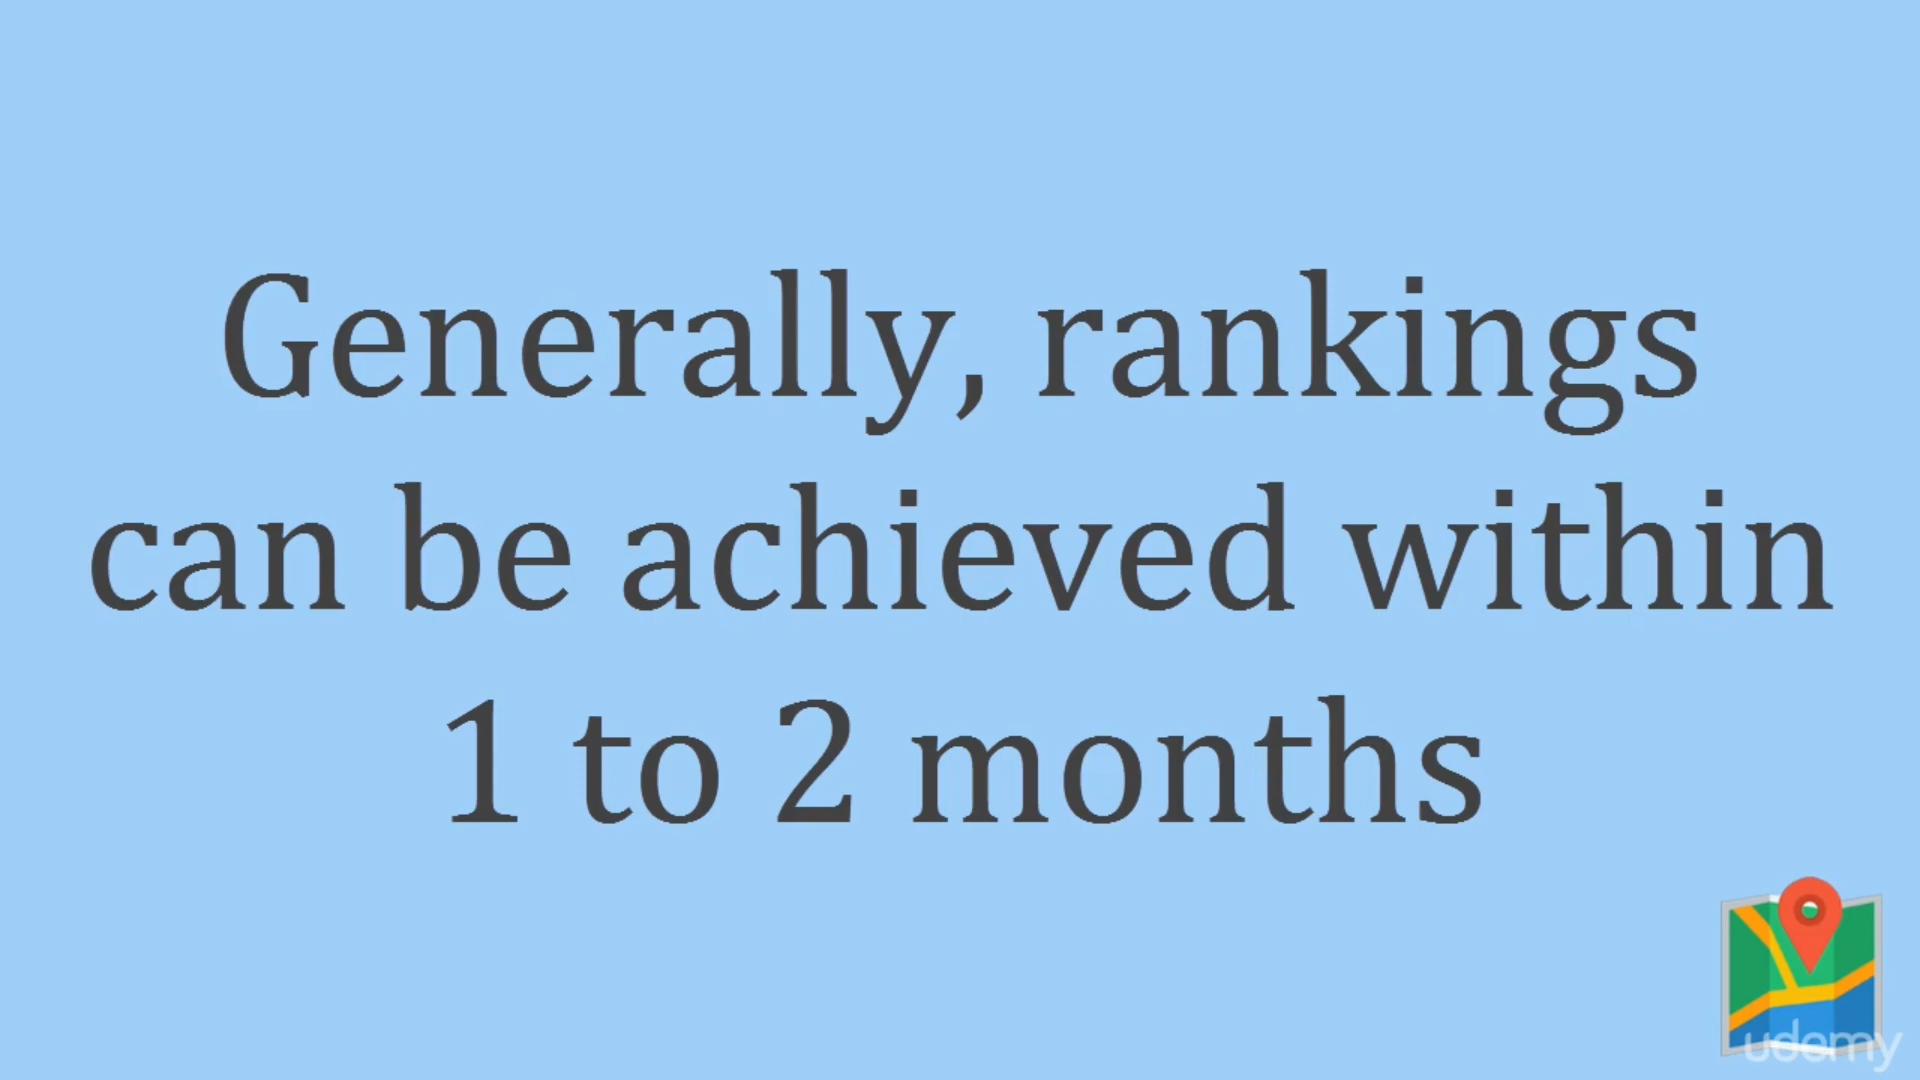 Generally, rankings
can be achieved within
1 to 2 months
udemy